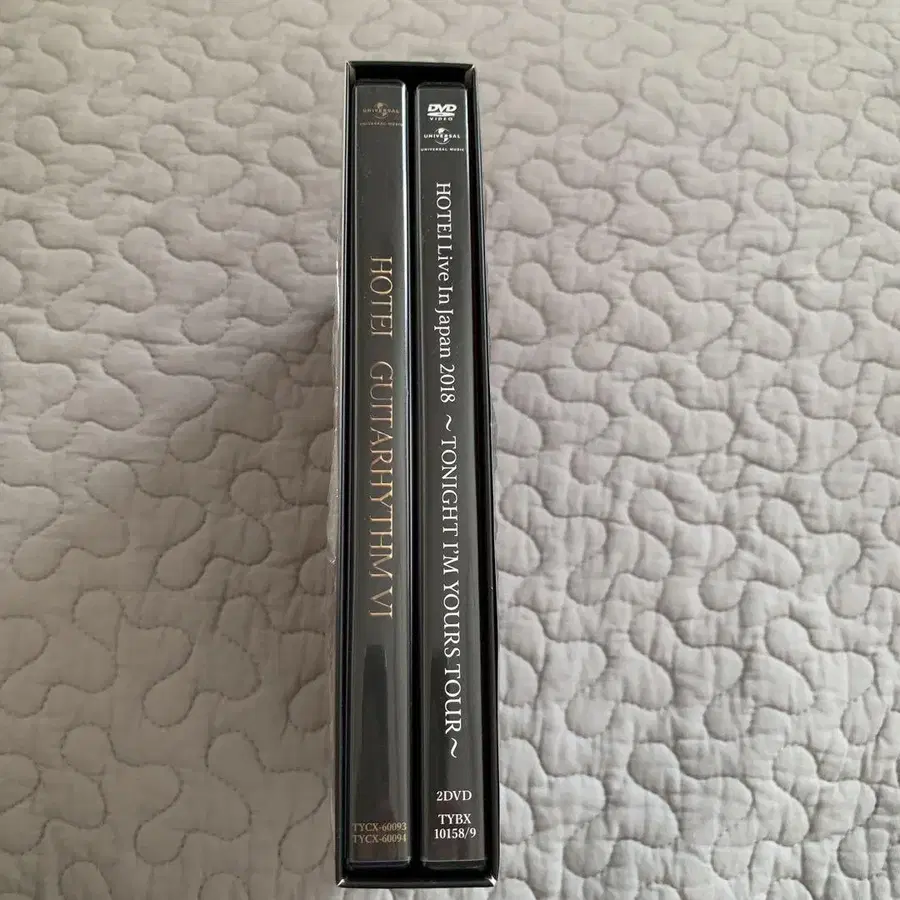 UNIVERSAL
UNIVERSAL MUSIC
HOTEI GUITARHYTHM VI
TYCX-60093
TYCX-60094
DVD
VIDEO
UNIVERSAL
UNIVERSAL MUSIC
HOTEI Live In Japan 2018 ～TONIGHT I'M YOURS TOUR～
2DVD
TYBX
10158/9